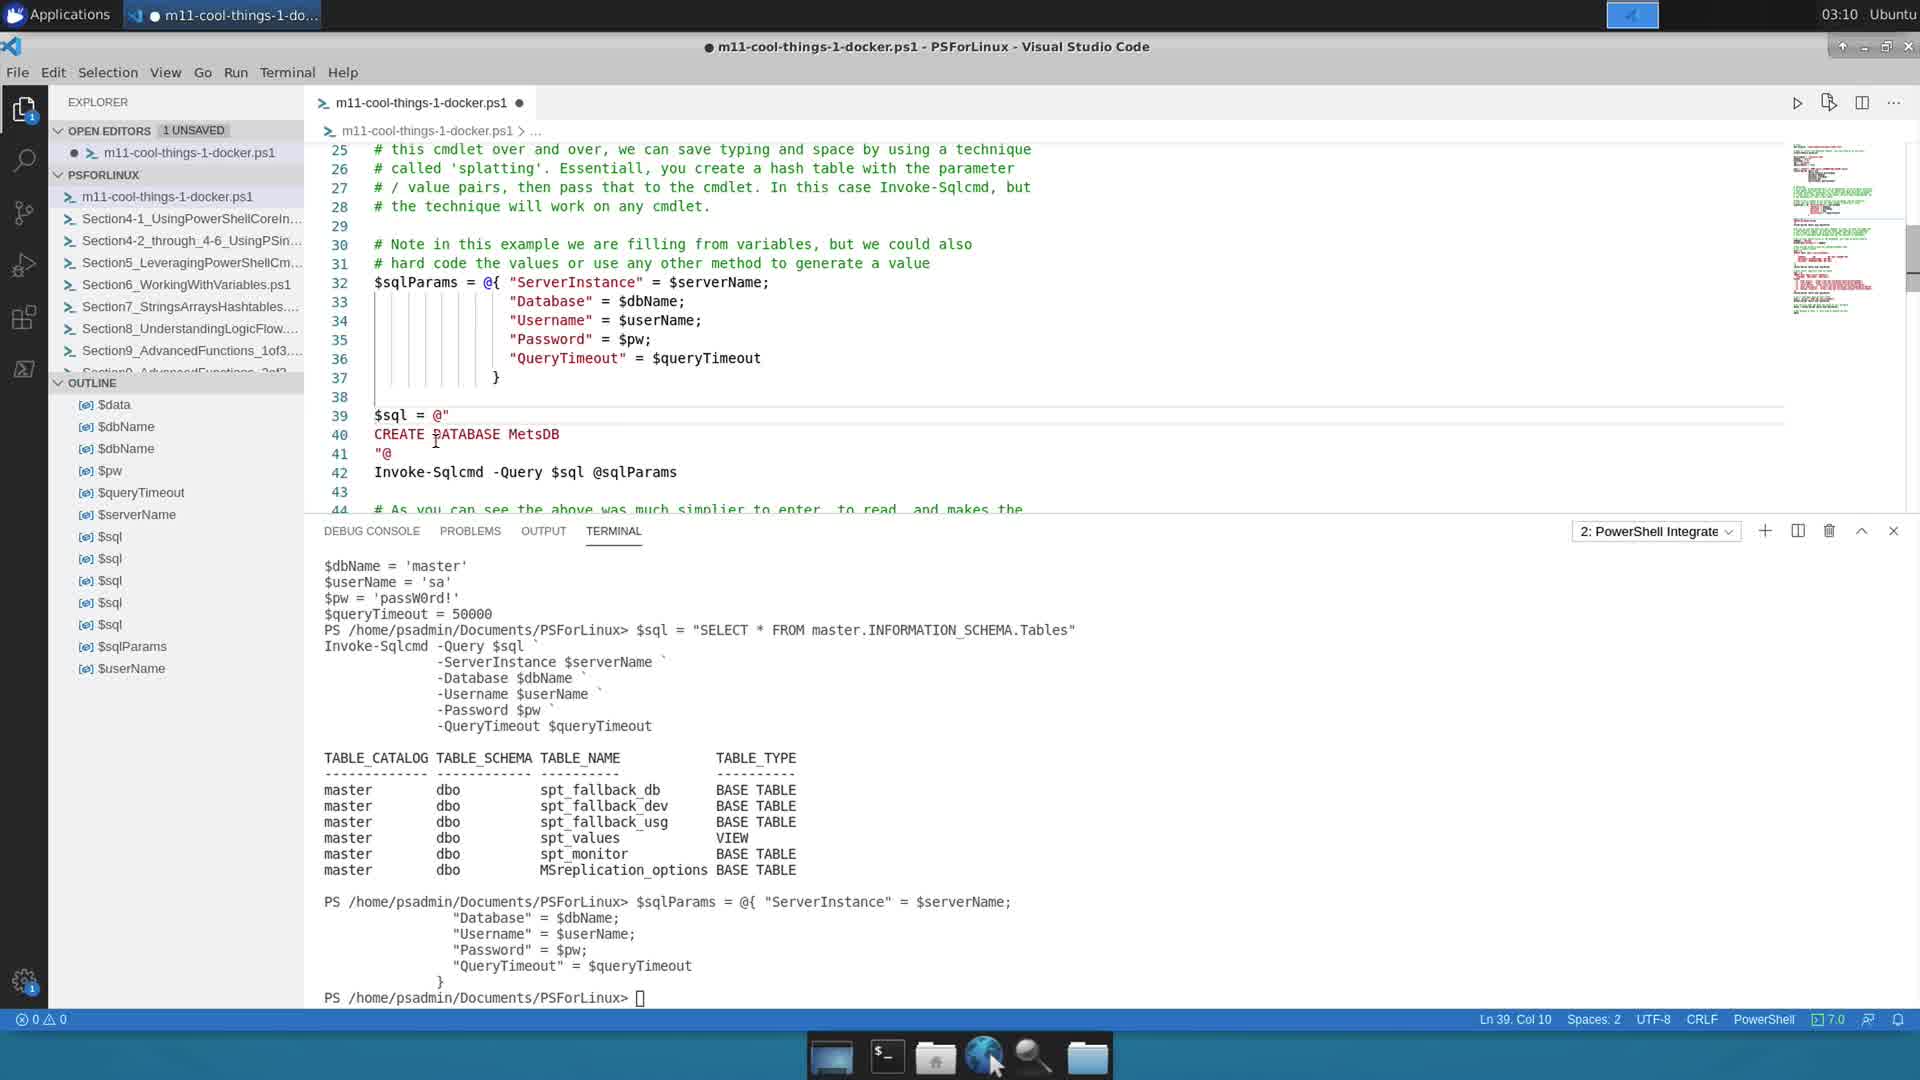 Applications
m11-cool-things-1-do...
03:10 Ubuntu
m11-cool-things-1-docker.ps1 - PSForLinux - Visual Studio Code
File Edit Selection View Go Run Terminal Help
EXPLORER
OPEN EDITORS 1 UNSAVED
m11-cool-things-1-docker.ps1
PSFORLINUX
m11-cool-things-1-docker.ps1
Section4-1_UsingPowerShellCoreIn...
Section4-2_through_4-6_UsingPSin...
Section5_LeveragingPowerShellCm...
Section6_WorkingWithVariables.ps1
Section7_StringsArraysHashtables....
Section8_UnderstandingLogicFlow....
Section9_AdvancedFunctions_1of3....
OUTLINE
$data
$dbName
$dbName
$pw
$queryTimeout
$serverName
$sql
$sql
$sql
$sql
$sql
$sqlParams
$userName
m11-cool-things-1-docker.ps1
m11-cool-things-1-docker.ps1 > ...
25 # this cmdlet over and over, we can save typing and space by using a technique
26 # called 'splatting'. Essentiall, you create a hash table with the parameter
27 # / value pairs, then pass that to the cmdlet. In this case Invoke-Sqlcmd, but
28 # the technique will work on any cmdlet.
29
30 # Note in this example we are filling from variables, but we could also
31 # hard code the values or use any other method to generate a value
32 $sqlParams = @{ "ServerInstance" = $serverName;
33 "Database" = $dbName;
34 "Username" = $userName;
35 "Password" = $pw;
36 "QueryTimeout" = $queryTimeout
37 }
38
39 $sql = @"
40 CREATE DATABASE MetsDB
41 "@
42 Invoke-Sqlcmd -Query $sql @sqlParams
43
44 # As you can see the above was much simplier to enter, to read, and makes the
DEBUG CONSOLE PROBLEMS OUTPUT TERMINAL
2: PowerShell Integrate
$dbName = 'master'
$userName = 'sa'
$pw = 'passW0rd!'
$queryTimeout = 50000
PS /home/psadmin/Documents/PSForLinux> $sql = "SELECT * FROM master.INFORMATION_SCHEMA.Tables"
Invoke-Sqlcmd -Query $sql `
-ServerInstance $serverName `
-Database $dbName `
-Username $userName `
-Password $pw `
-QueryTimeout $queryTimeout
TABLE_CATALOG TABLE_SCHEMA TABLE_NAME TABLE_TYPE
------------- ------------ ---------- ----------
master dbo spt_fallback_db BASE TABLE
master dbo spt_fallback_dev BASE TABLE
master dbo spt_fallback_usg BASE TABLE
master dbo spt_values VIEW
master dbo spt_monitor BASE TABLE
master dbo MSreplication_options BASE TABLE
PS /home/psadmin/Documents/PSForLinux> $sqlParams = @{ "ServerInstance" = $serverName;
"Database" = $dbName;
"Username" = $userName;
"Password" = $pw;
"QueryTimeout" = $queryTimeout
}
PS /home/psadmin/Documents/PSForLinux>
0 0
Ln 39, Col 10 Spaces: 2 UTF-8 CRLF PowerShell 7.0